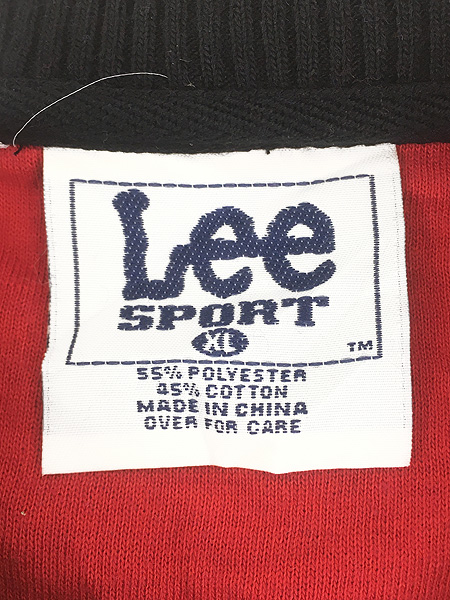 Lee
SPORT
XL
TM
55% POLYESTER
45% COTTON
MADE IN CHINA
OVER FOR CARE